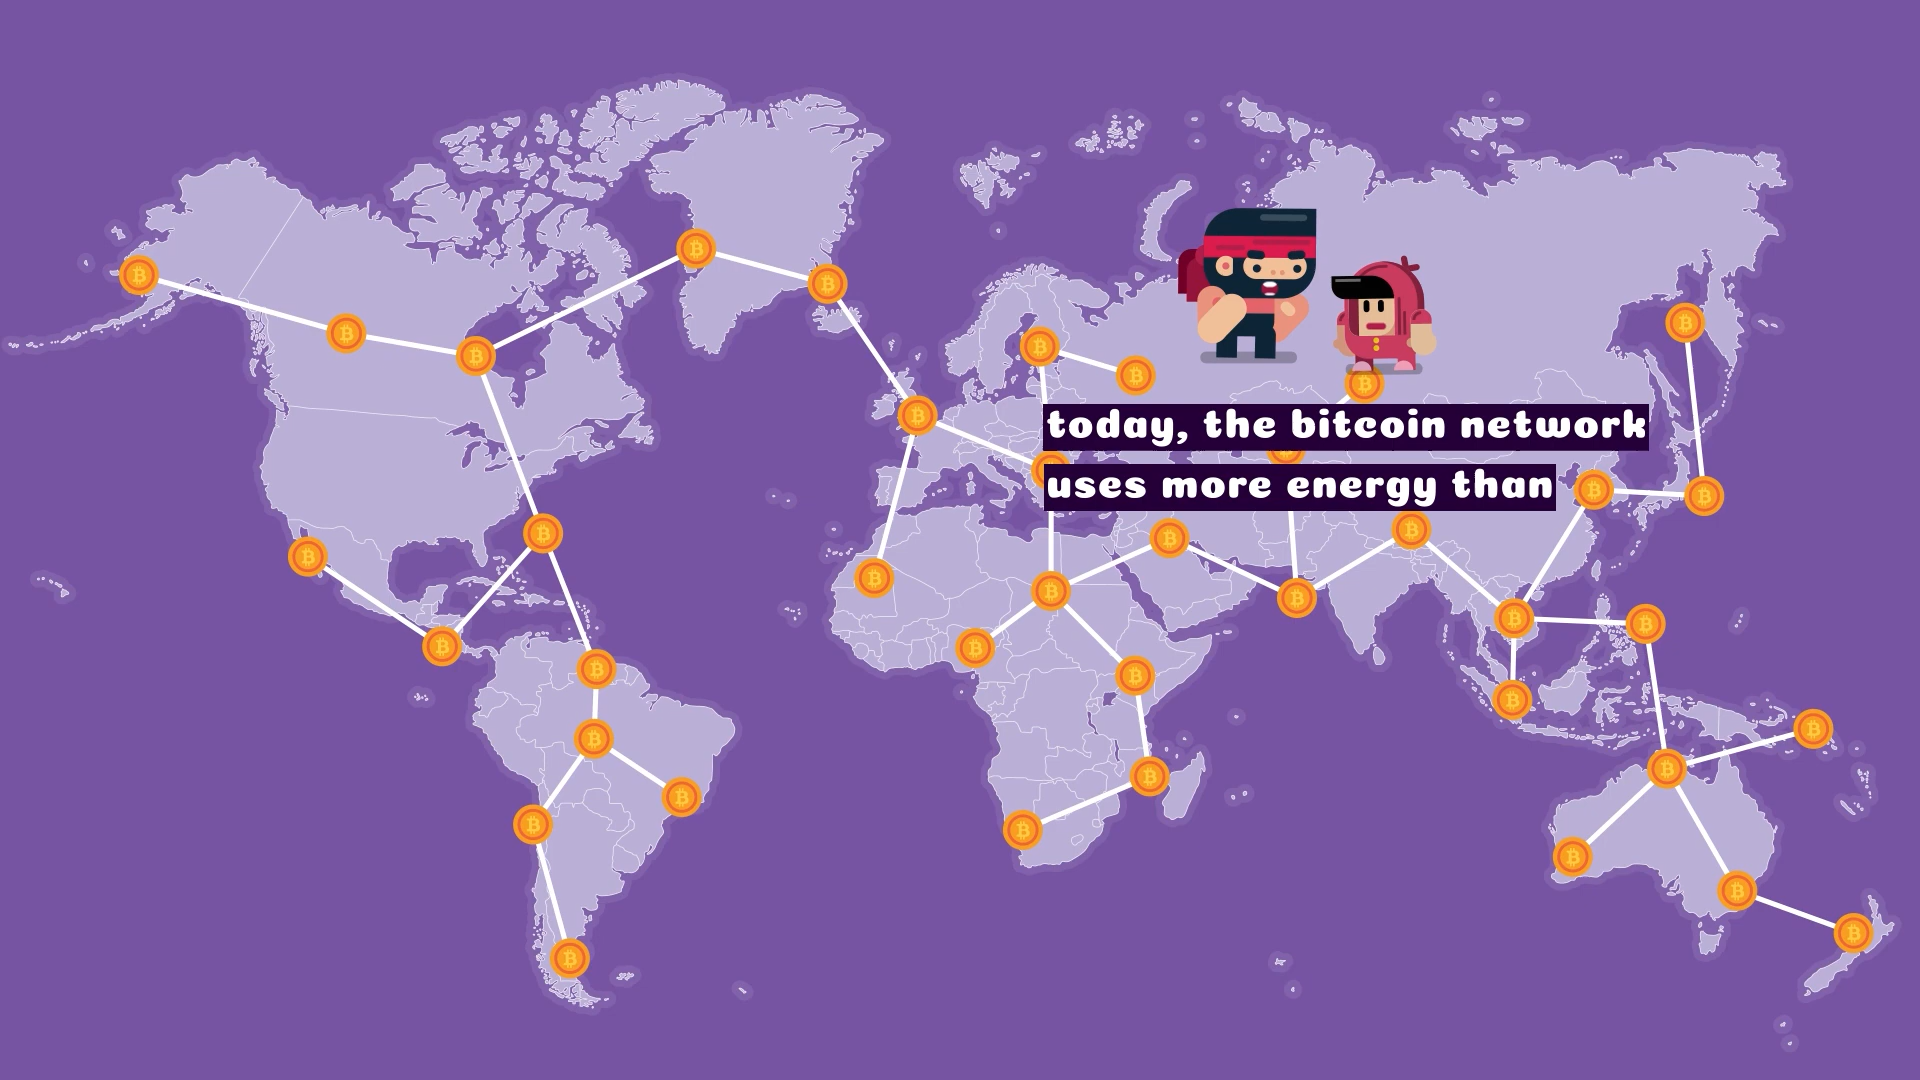 today, the bitcoin network
uses more energy than